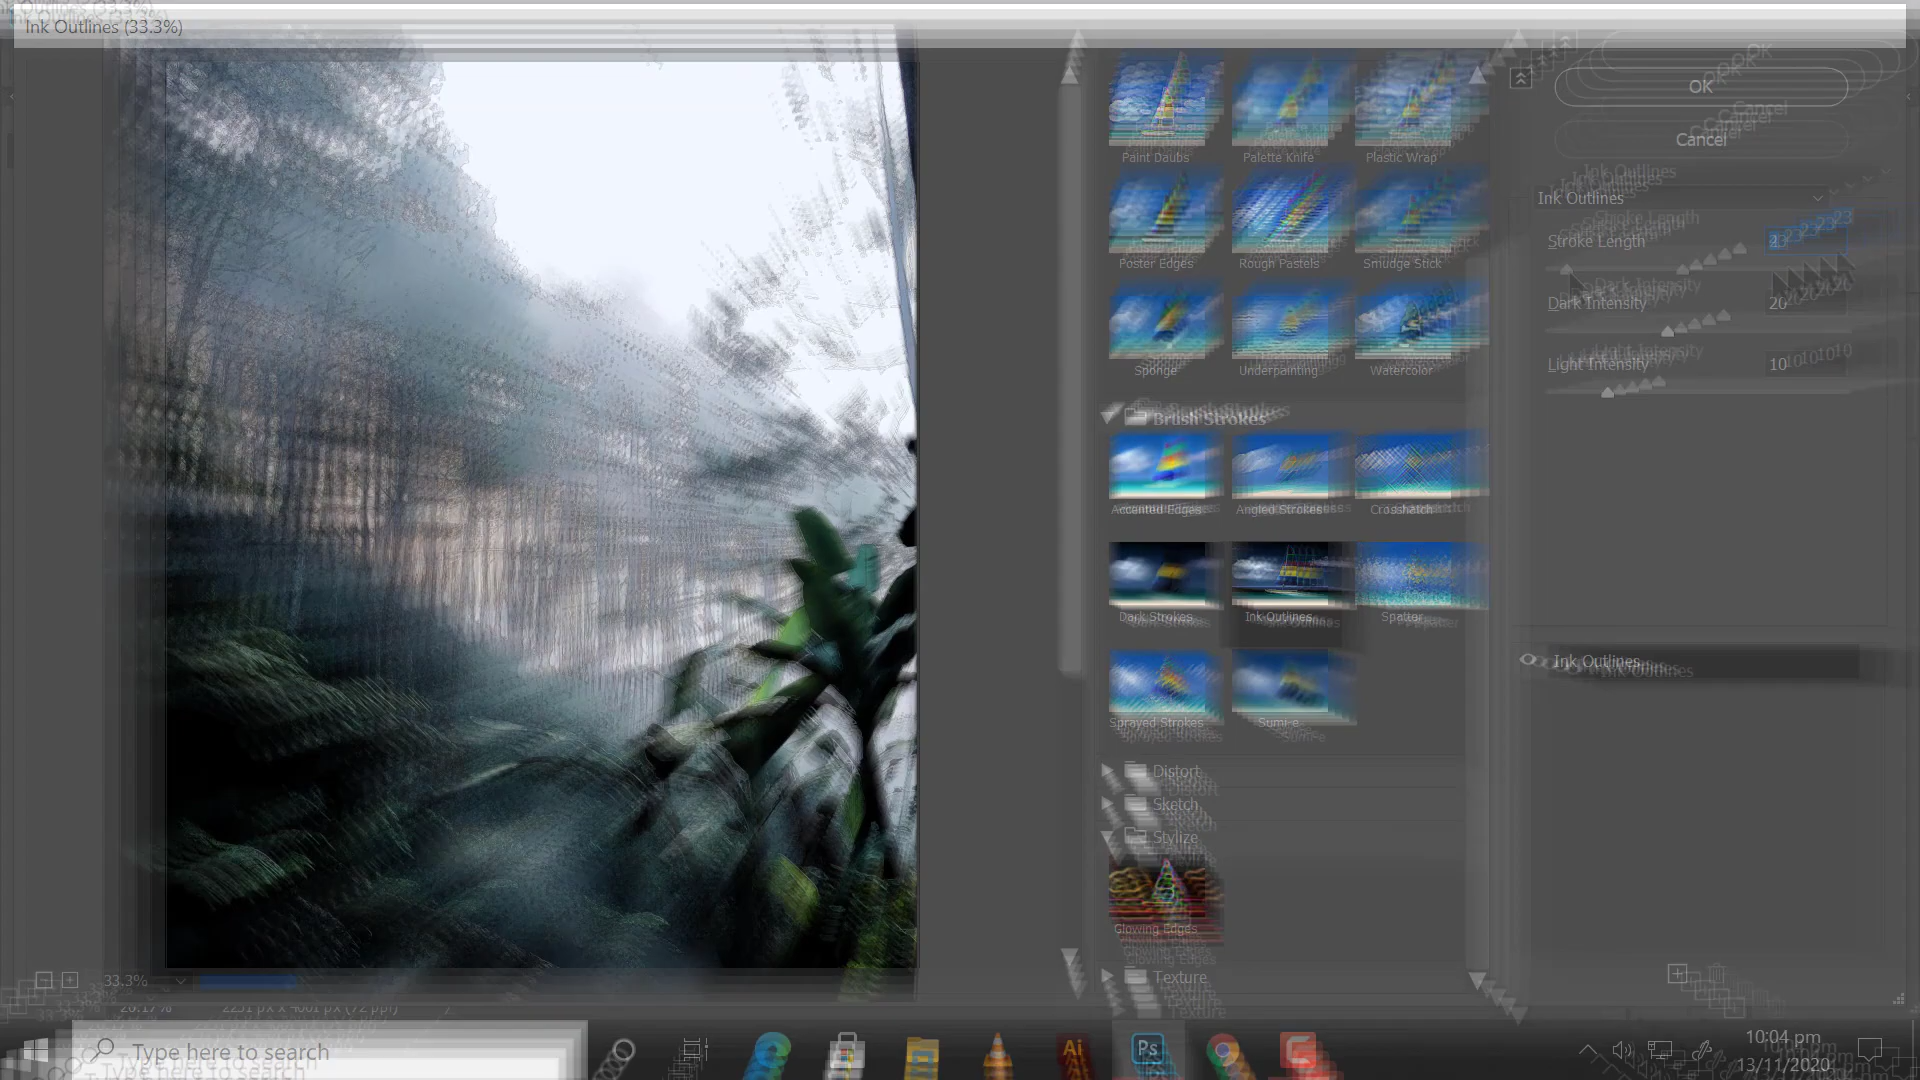 Ink Outlines (33.3%)
Paint Daubs
Palette Knife
Plastic Wrap
Poster Edges
Rough Pastels
Smudge Stick
Sponge
Underpainting
Watercolor
Brush Strokes
Accented Edges
Angled Strokes
Crosshatch
Dark Strokes
Ink Outlines
Spatter
Sprayed Strokes
Sumi-e
Distort
Sketch
Stylize
Glowing Edges
Texture
OK
Cancel
Ink Outlines
Stroke Length
Dark Intensity
20
Light Intensity
10
Ink Outlines
33.3%
Type here to search
Ai
Ps
10:04 pm
13/11/2020